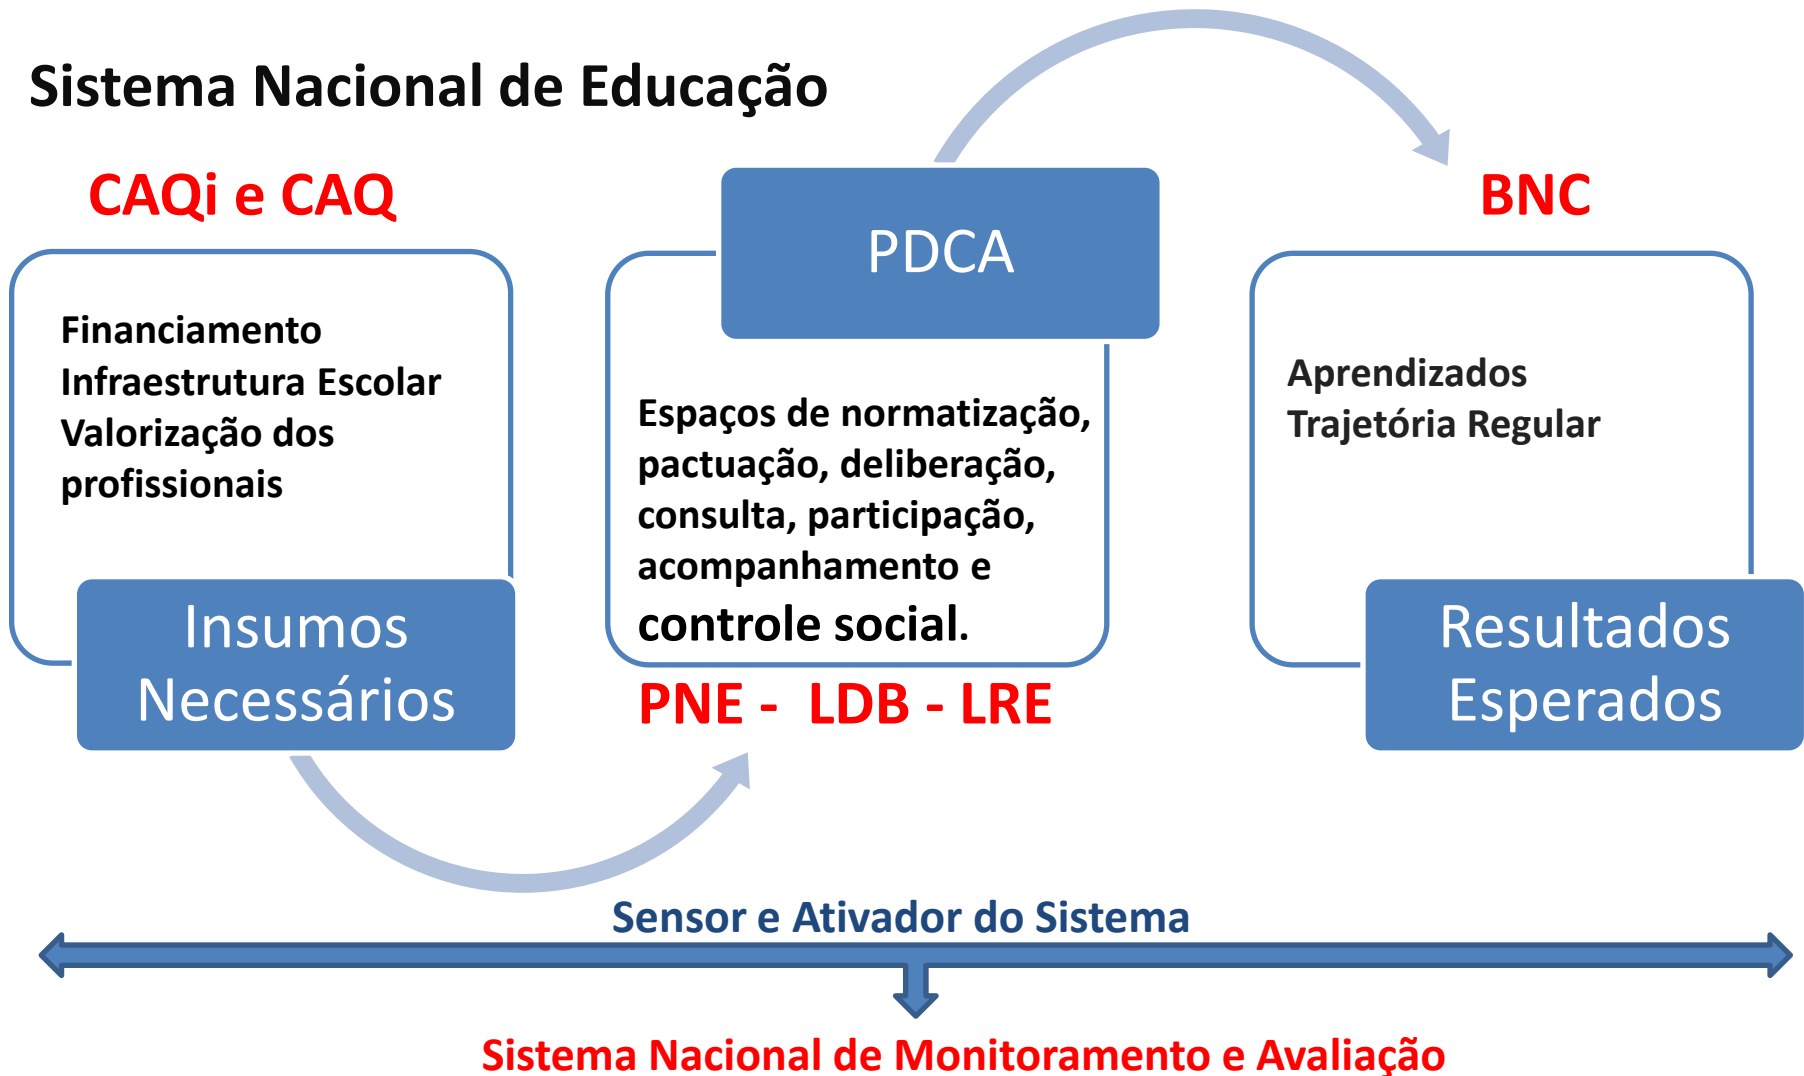 Sistema Nacional de Educação
CAQi e CAQ
Financiamento
Infraestrutura Escolar
Valorização dos
profissionais
Insumos
Necessários
PDCA
Espaços de normatização,
pactuação, deliberação,
consulta, participação,
acompanhamento e
controle social.
PNE - LDB - LRE
BNC
Aprendizados
Trajetória Regular
Resultados
Esperados
Sensor e Ativador do Sistema
Sistema Nacional de Monitoramento e Avaliação